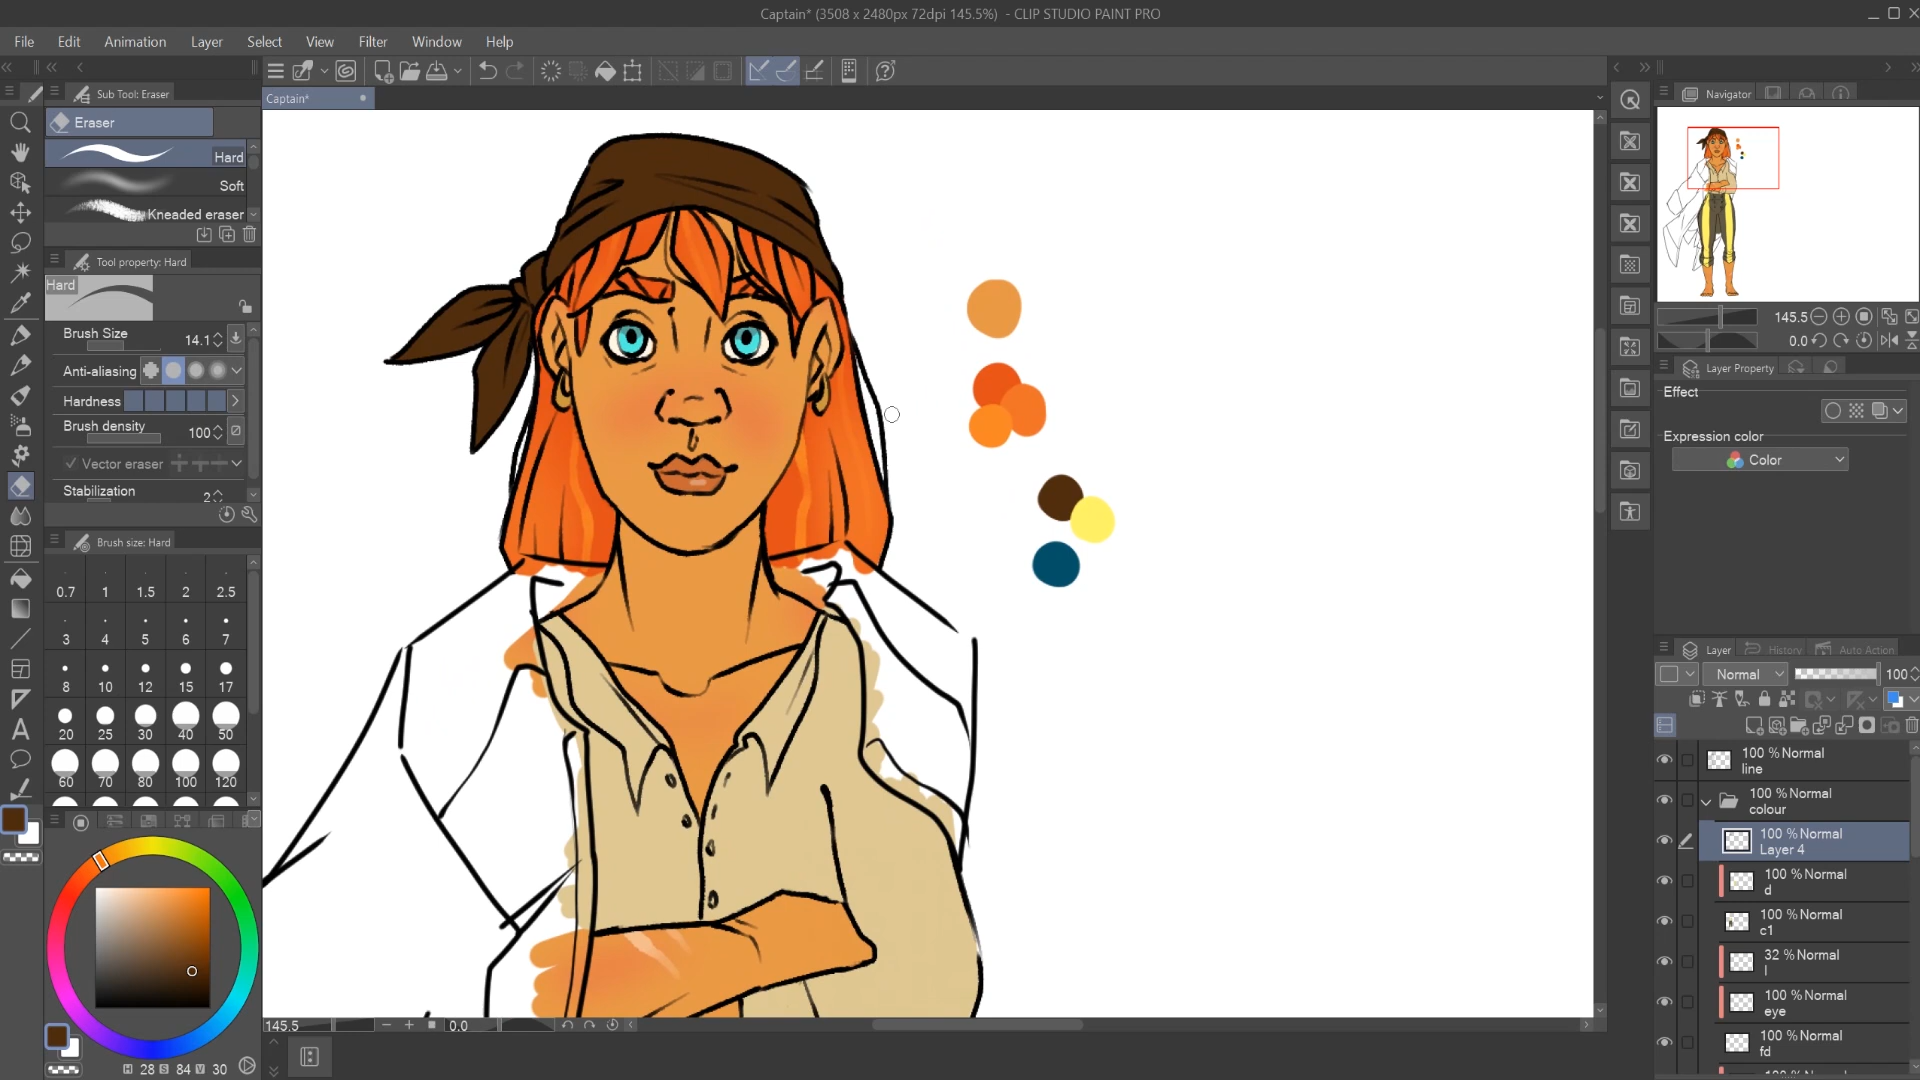 Captain* (3508 x 2480px 72dpi 145.5%) - CLIP STUDIO PAINT PRO
File Edit Animation Layer Select View Filter Window Help
Sub Tool: Eraser
Captain*
Navigator
Eraser
Hard
Soft
Kneaded eraser
Tool property: Hard
Hard
Brush Size 14.1
Anti-aliasing
Hardness
Brush density 100
Vector eraser
Stabilization 2
Brush size: Hard
0.7 1 1.5 2 2.5
3 4 5 6 7
8 10 12 15 17
20 25 30 40 50
60 70 80 100 120
H 28 S 84 V 30
145.5 0.0
145.5
0.0
Layer Property
Effect
Expression color
Color
Layer History Auto Action
Normal 100
100 % Normal
line
100 % Normal
colour
100 % Normal
Layer 4
100 % Normal
d
100 % Normal
c1
32 % Normal
l
100 % Normal
eye
100 % Normal
fd